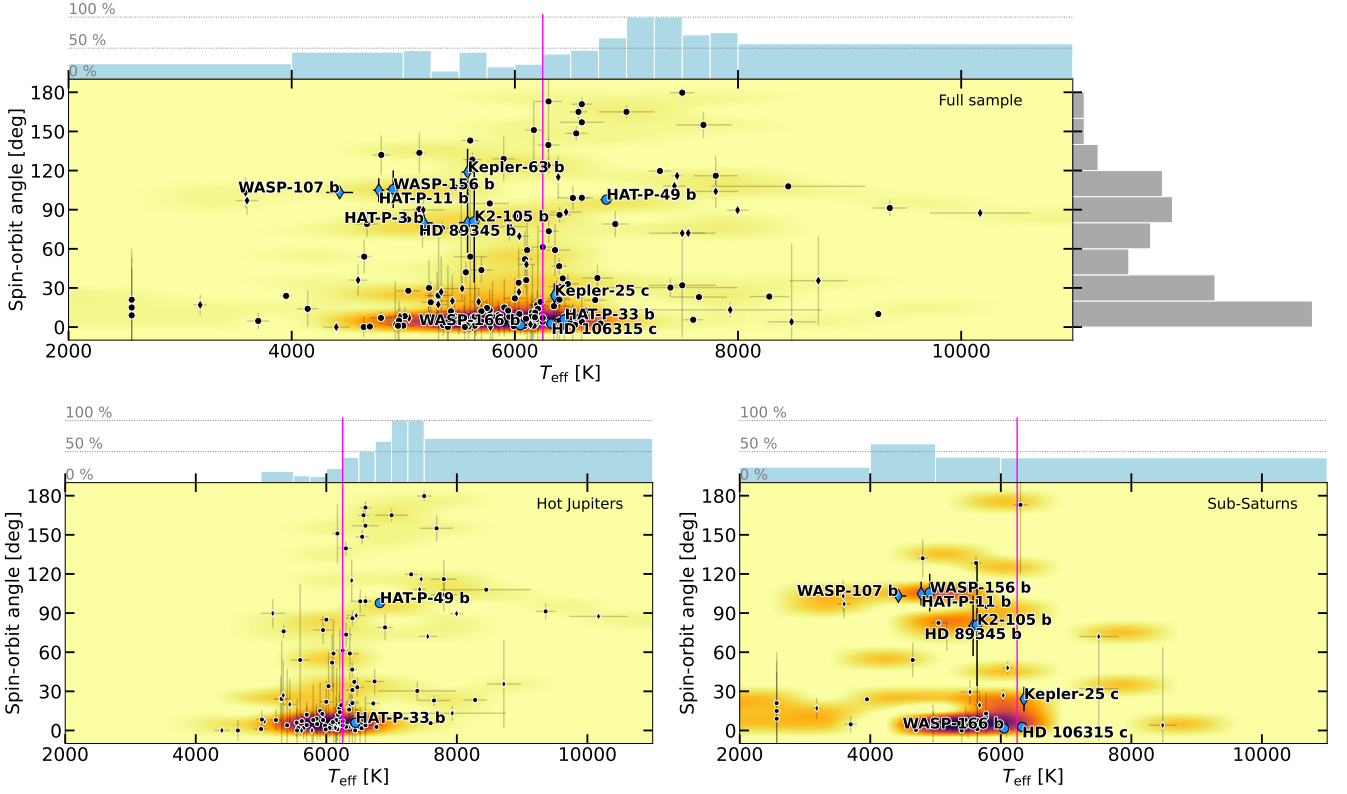 100 %
50 %
0 %
Full sample
180
150
120
90
60
30
0
Spin-orbit angle [deg]
Kepler-63 b
WASP-107 b
WASP-156 b
HAT-P-11 b
HAT-P-49 b
HAT-P-3 b
K2-105 b
HD 89345 b
Kepler-25 c
WASP-166 b
HAT-P-33 b
HD 106315 c
2000 4000 6000 8000 10000
Teff [K]
100 %
50 %
0 %
Hot Jupiters
180
150
120
90
60
30
0
Spin-orbit angle [deg]
HAT-P-49 b
HAT-P-33 b
2000 4000 6000 8000 10000
Teff [K]
100 %
50 %
0 %
Sub-Saturns
180
150
120
90
60
30
0
Spin-orbit angle [deg]
WASP-107 b
WASP-156 b
HAT-P-11 b
K2-105 b
HD 89345 b
Kepler-25 c
WASP-166 b
HD 106315 c
2000 4000 6000 8000 10000
Teff [K]